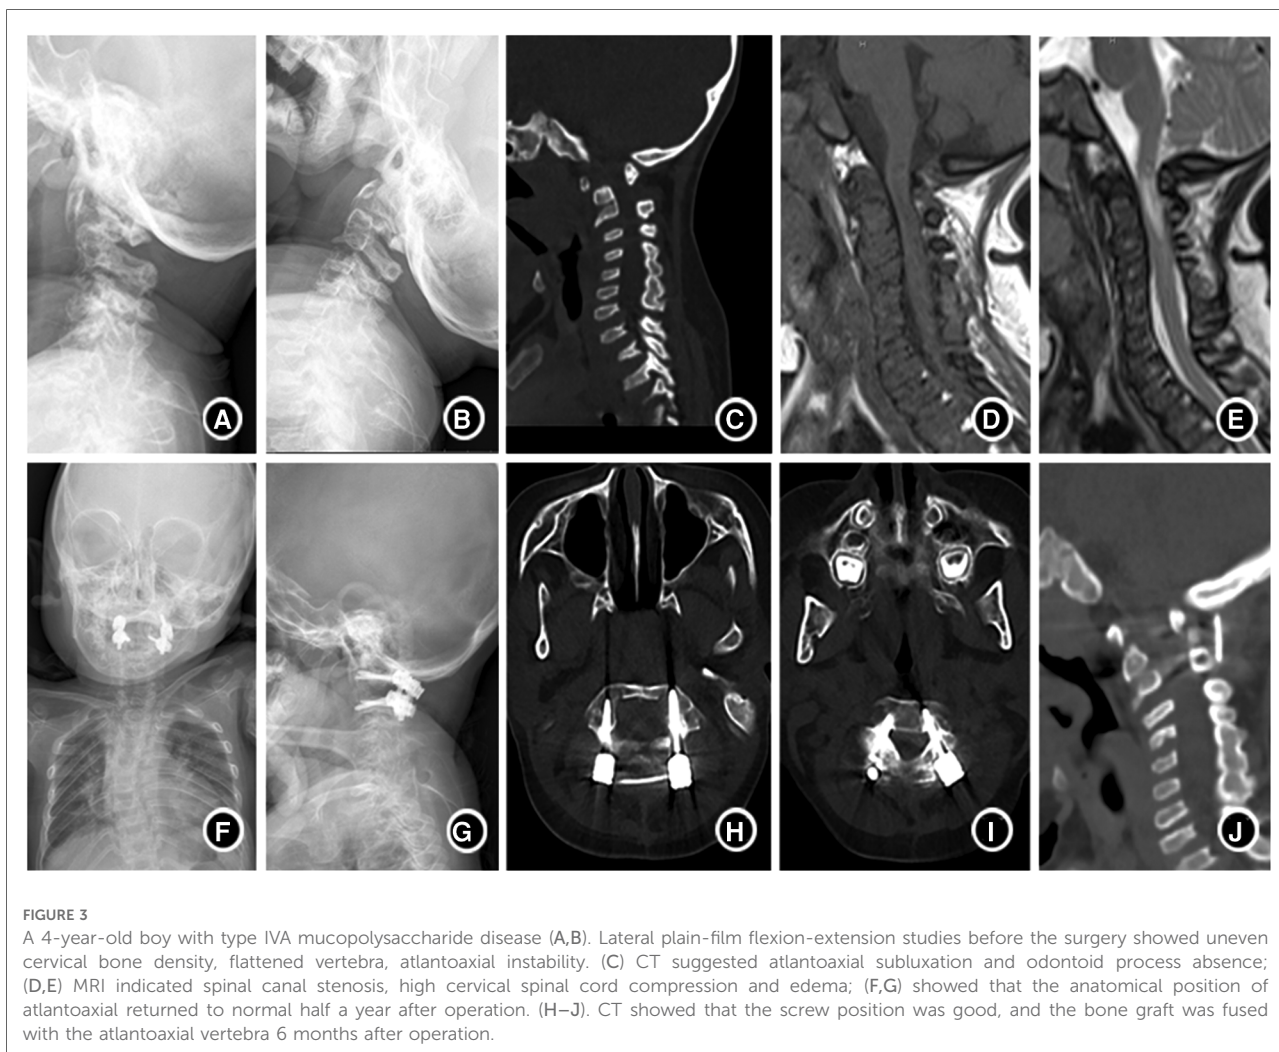 A
B
C
D
E
F
G
H
I
J
FIGURE 3
A 4-year-old boy with type IVA mucopolysaccharide disease (A,B). Lateral plain-film flexion-extension studies before the surgery showed uneven
cervical bone density, flattened vertebra, atlantoaxial instability. (C) CT suggested atlantoaxial subluxation and odontoid process absence;
(D,E) MRI indicated spinal canal stenosis, high cervical spinal cord compression and edema; (F,G) showed that the anatomical position of
atlantoaxial returned to normal half a year after operation. (H–J). CT showed that the screw position was good, and the bone graft was fused
with the atlantoaxial vertebra 6 months after operation.